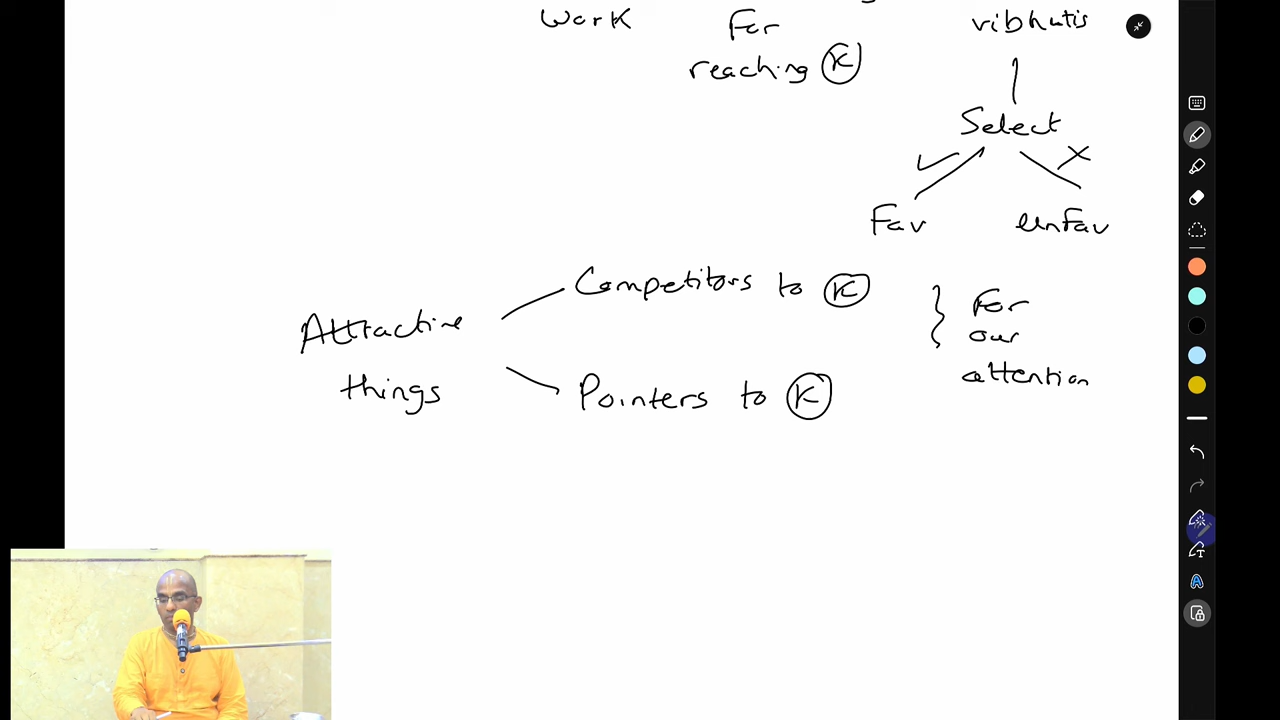 work
For
reaching K
vibhutis
Select
Fav
unFav
Attractive
things
Competitors to K
Pointers to K
For
our
attention